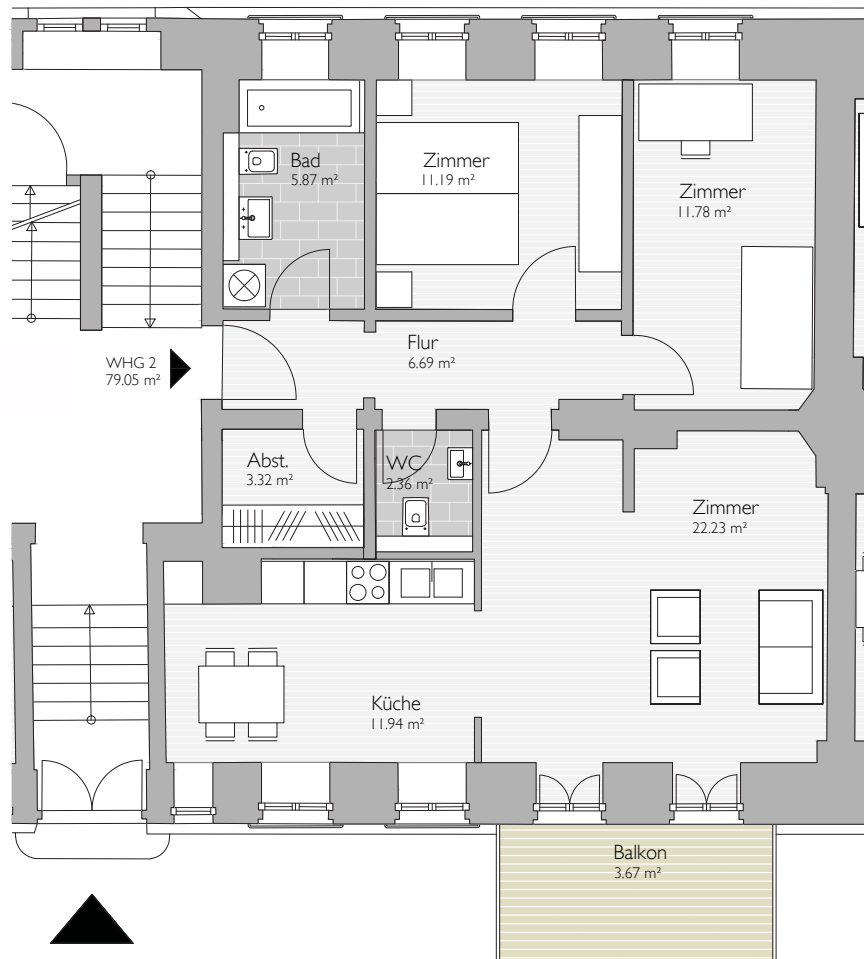 Bad
5.87 m²
Zimmer
11.19 m²
Zimmer
11.78 m²
Flur
6.69 m²
WHG 2
79.05 m²
Abst.
3.32 m²
WC
2.36 m²
Zimmer
22.23 m²
Küche
11.94 m²
Balkon
3.67 m²